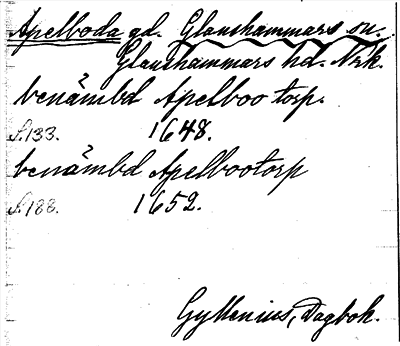 Apelboda gd. Glanshammars sn.
Glanshammars hd. Nrk.
benämbd Apelboo torp.
S.133. 1648.
benämbd Apelbootorp
S.188. 1652.
Gyllenius, Dagbok.